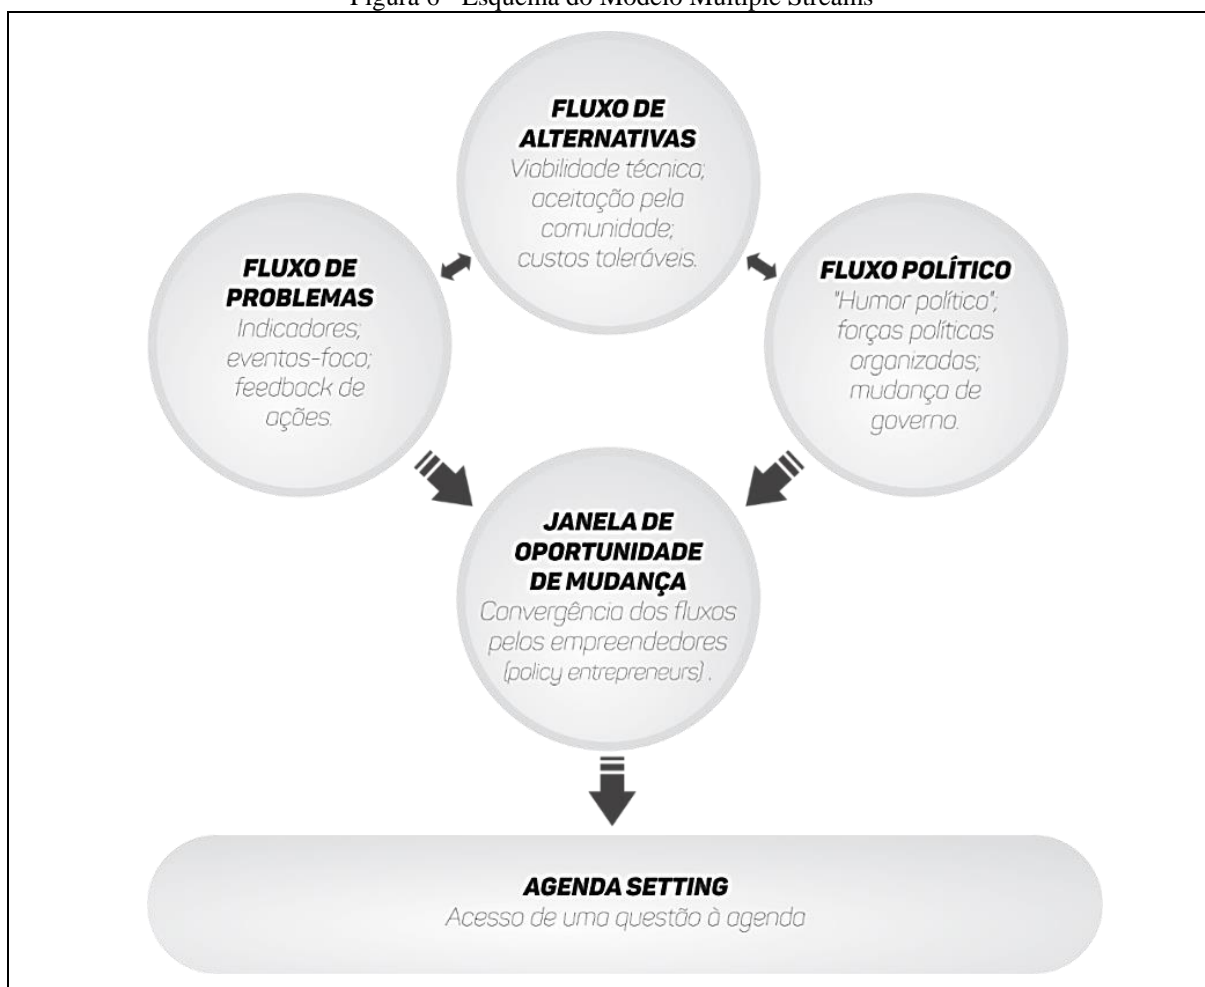 Figura 6 - Esquema do Modelo Multiple Streams
FLUXO DE
ALTERNATIVAS
Viabilidade técnica;
aceitação pela
comunidade;
custos toleráveis.
FLUXO DE
PROBLEMAS
Indicadores;
eventos-foco;
feedback de
ações.
FLUXO POLÍTICO
"Humor político";
forças políticas
organizadas;
mudança de
governo.
JANELA DE
OPORTUNIDADE
DE MUDANÇA
Convergência dos fluxos
pelos empreendedores
(policy entrepreneurs) .
AGENDA SETTING
Acesso de uma questão à agenda